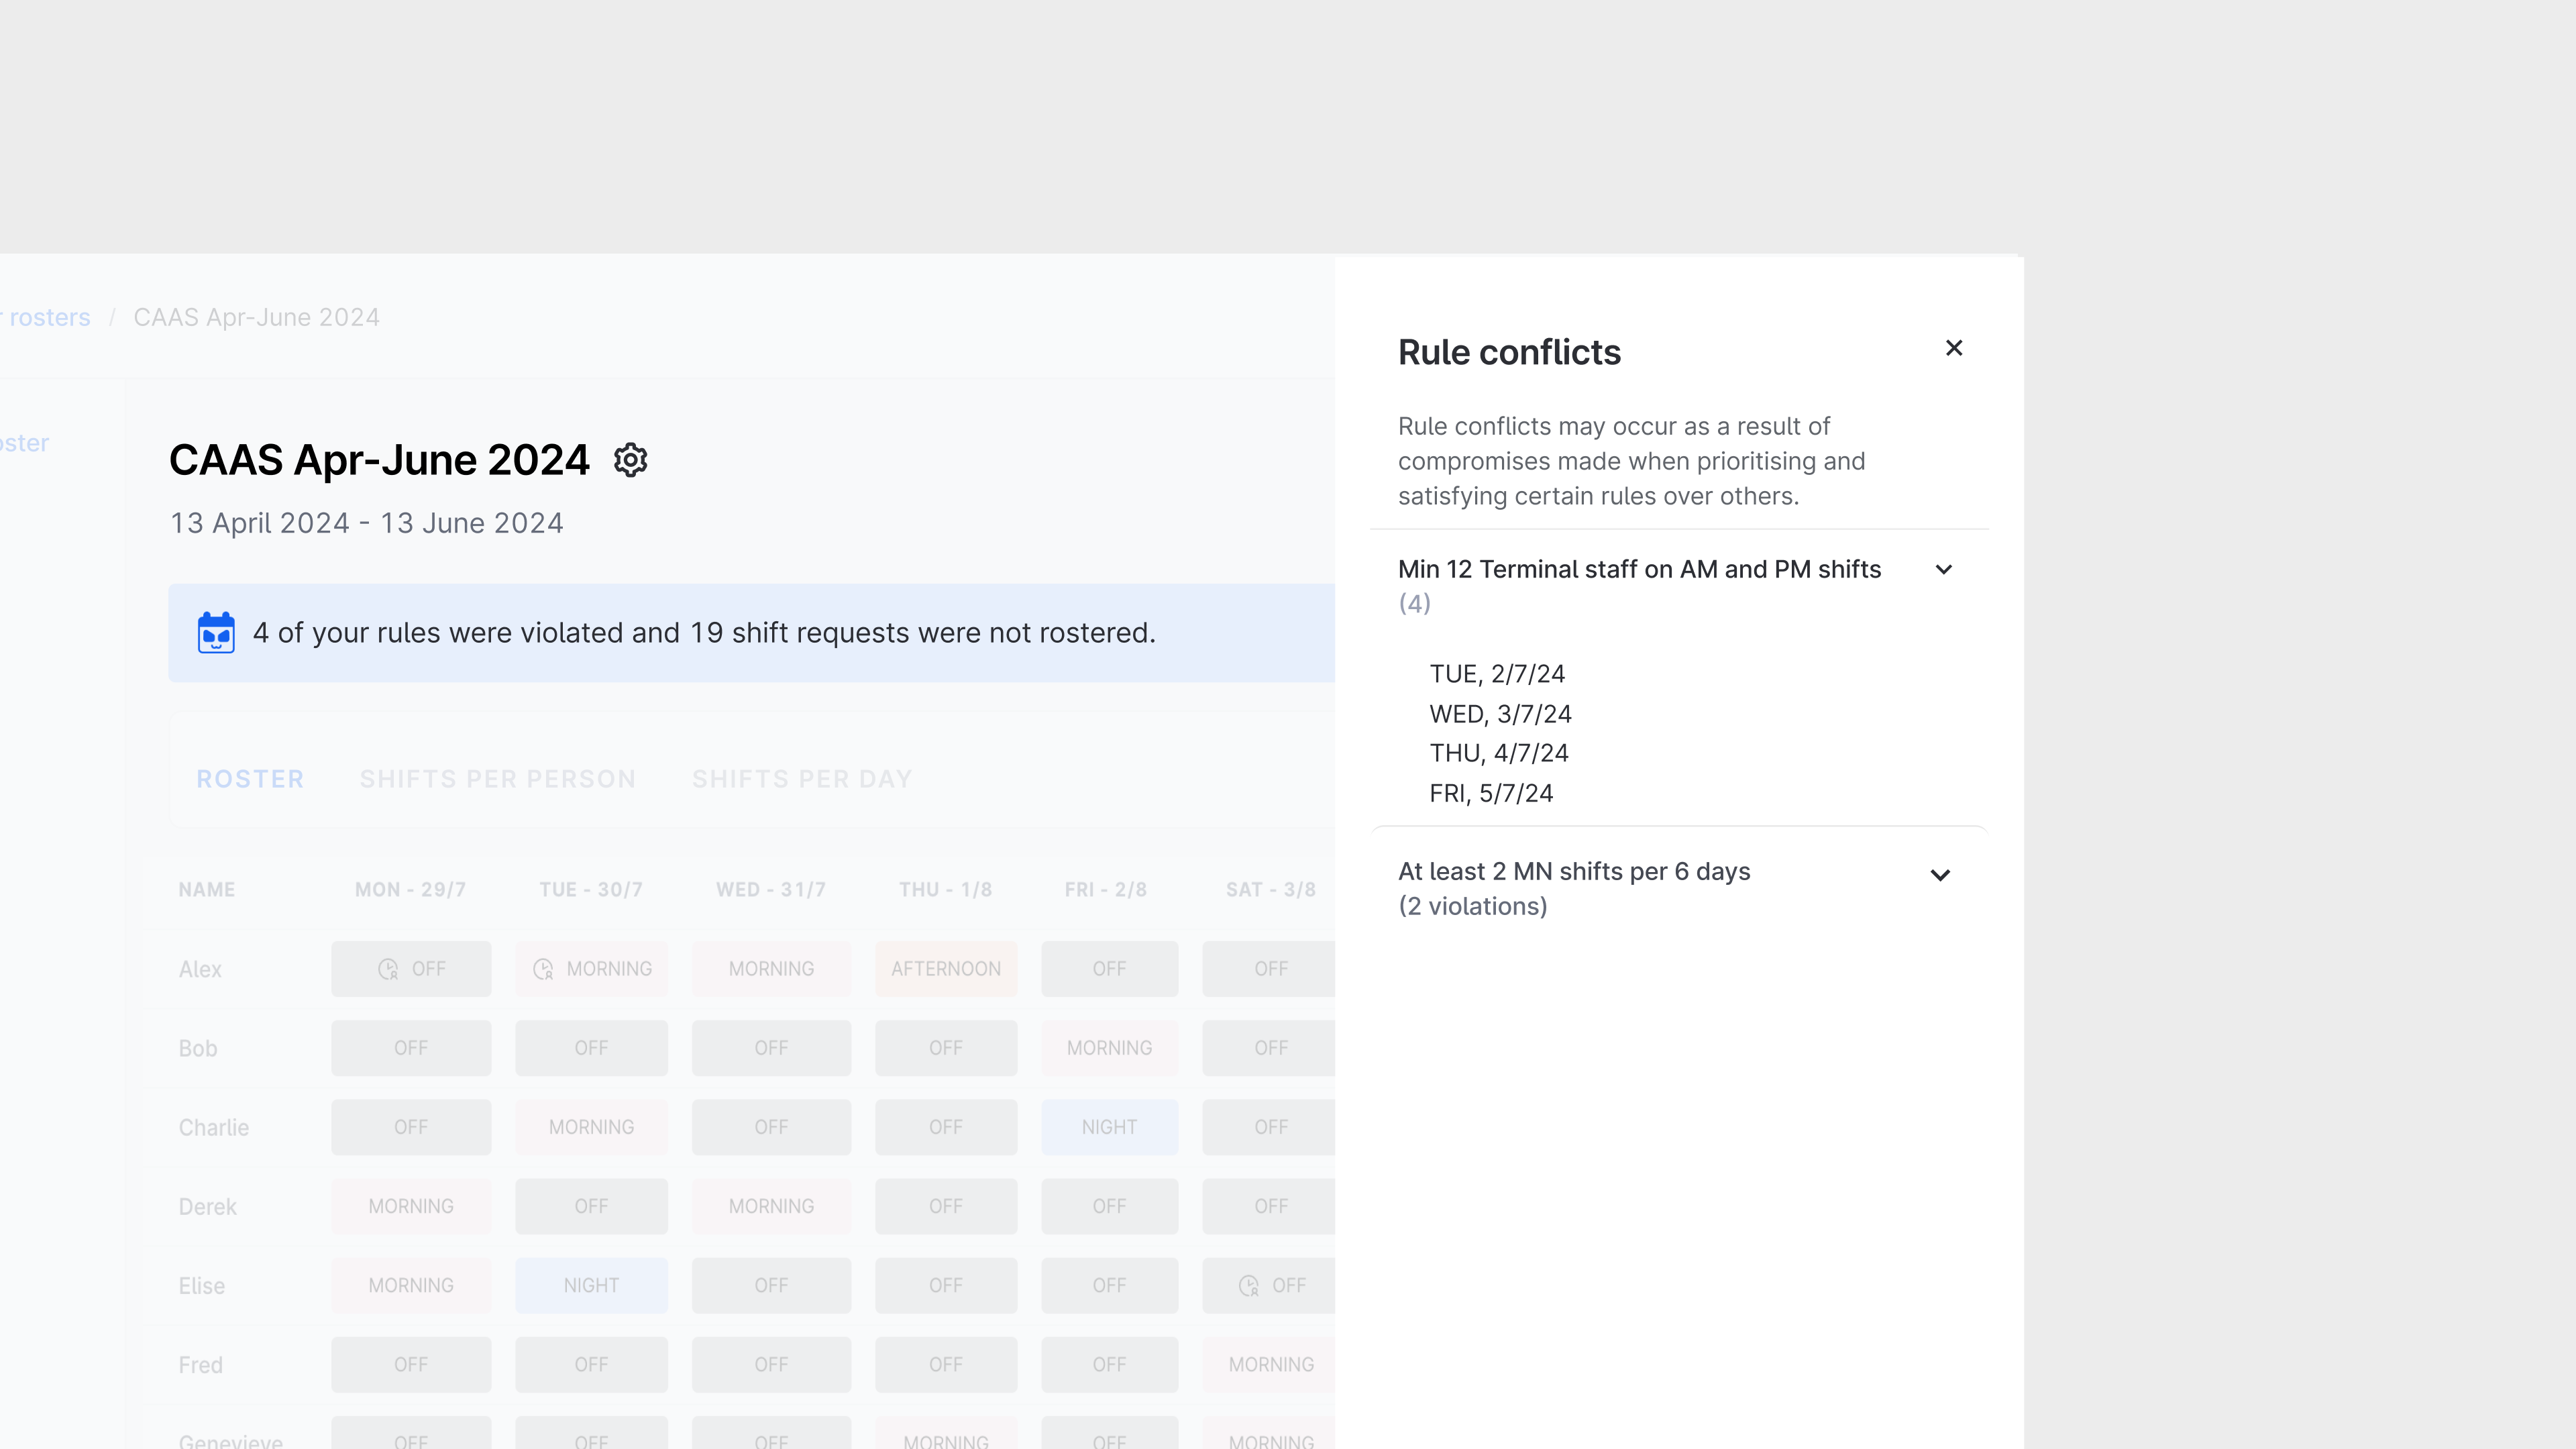 r rosters / CAAS Apr-June 2024
oster
CAAS Apr-June 2024
13 April 2024 - 13 June 2024
4 of your rules were violated and 19 shift requests were not rostered.
ROSTER SHIFTS PER PERSON SHIFTS PER DAY
NAME MON - 29/7 TUE - 30/7 WED - 31/7 THU - 1/8 FRI - 2/8 SAT - 3/8
Alex OFF MORNING MORNING AFTERNOON OFF OFF
Bob OFF OFF OFF OFF MORNING OFF
Charlie OFF MORNING OFF OFF NIGHT OFF
Derek MORNING OFF MORNING OFF OFF OFF
Elise MORNING NIGHT OFF OFF OFF OFF
Fred OFF OFF OFF OFF OFF MORNING
Genevieve OFF OFF OFF MORNING OFF MORNING
Rule conflicts
Rule conflicts may occur as a result of
compromises made when prioritising and
satisfying certain rules over others.
Min 12 Terminal staff on AM and PM shifts
(4)
TUE, 2/7/24
WED, 3/7/24
THU, 4/7/24
FRI, 5/7/24
At least 2 MN shifts per 6 days
(2 violations)